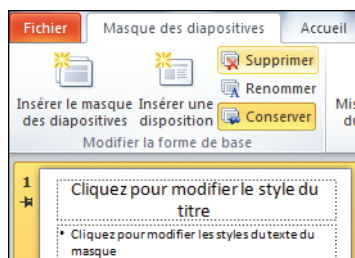 Fichier Masque des diapositives Accueil
Supprimer
Renommer
Insérer le masque des diapositives
Insérer une disposition
Conserver
Modifier la forme de base
1
Cliquez pour modifier le style du
titre
• Cliquez pour modifier les styles du texte du
masque